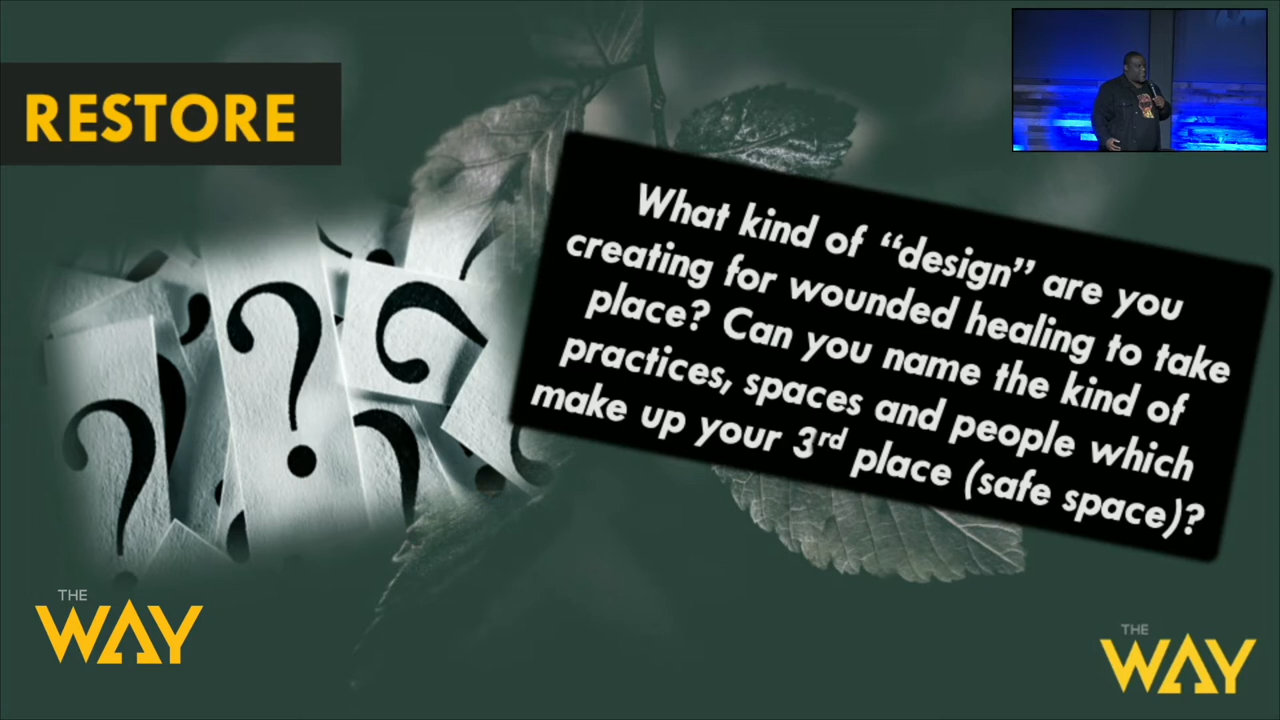 RESTORE
What kind of “design” are you
creating for wounded healing to take
place? Can you name the kind of
practices, spaces and people which
make up your 3rd place (safe space)?
THE
WAY
THE
WAY